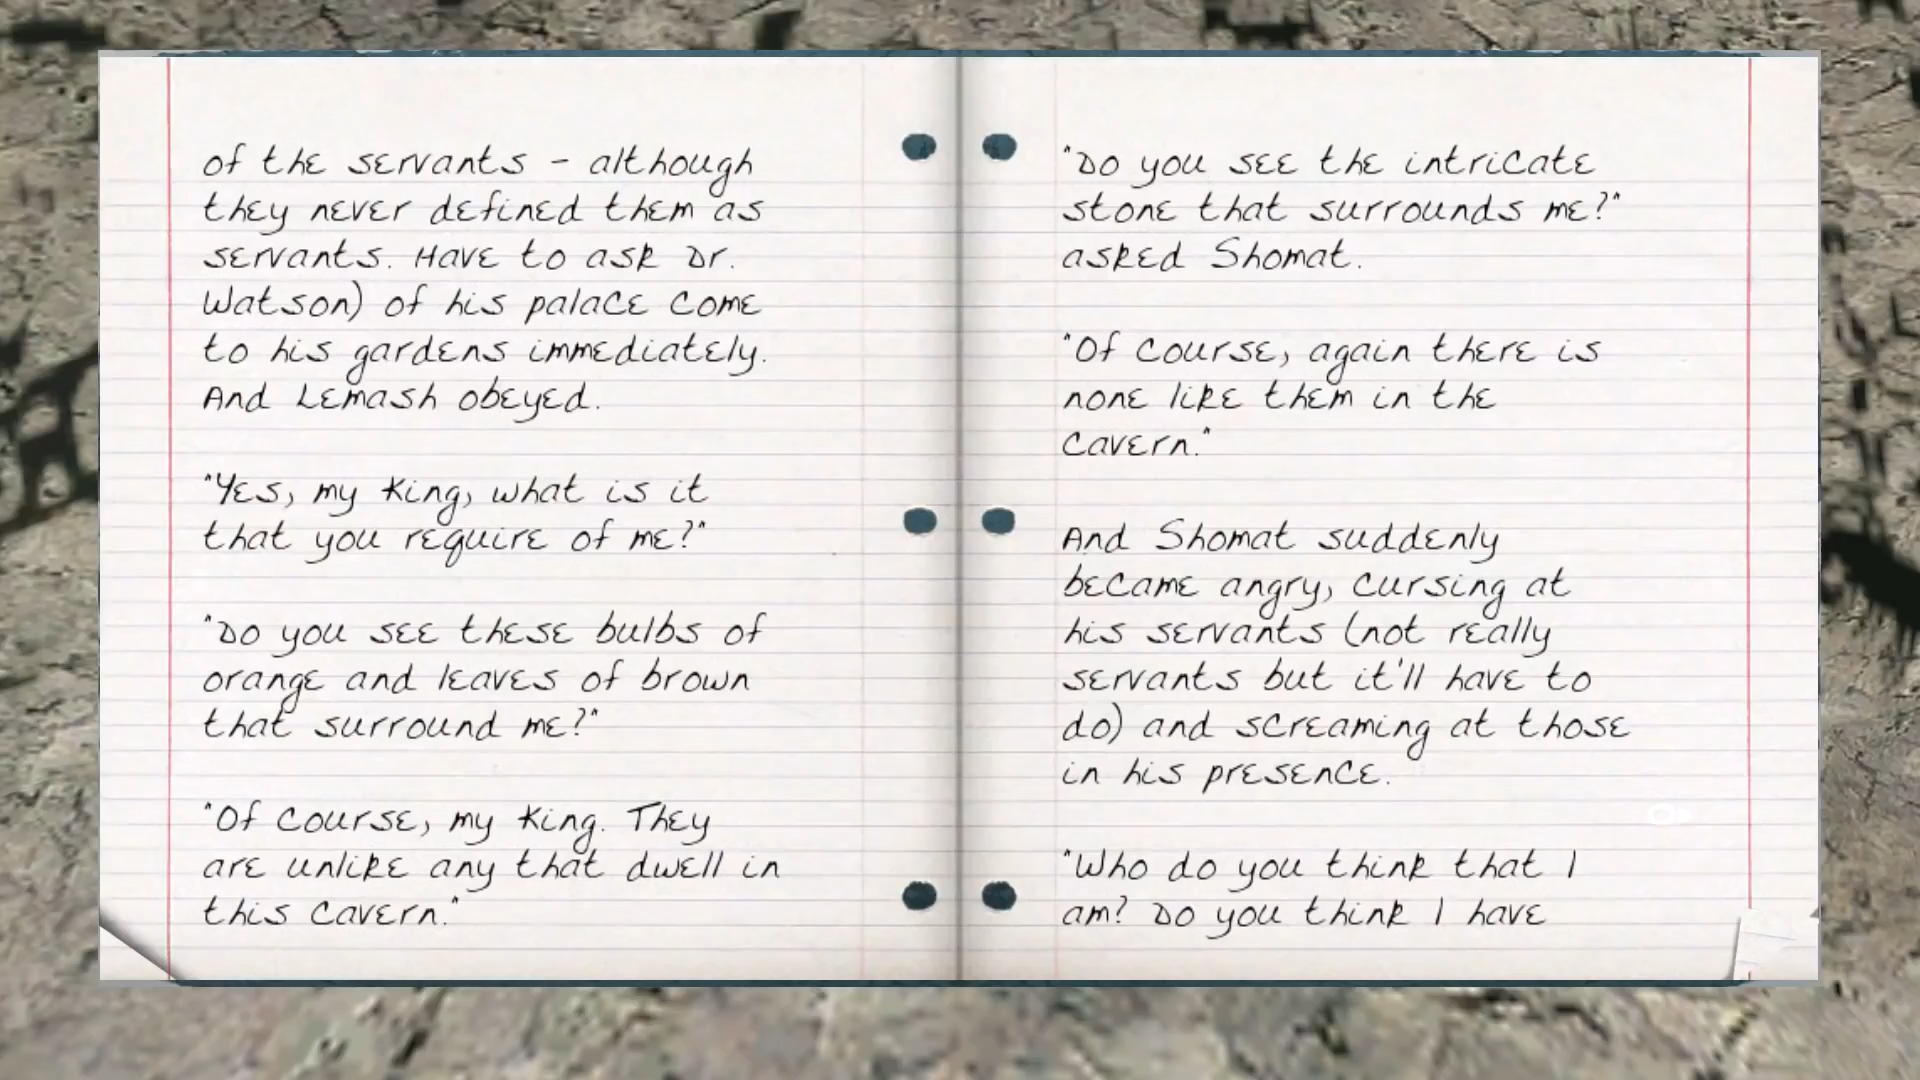 of the servants - although
they never defined them as
servants. Have to ask Dr.
Watson) of his palace come
to his gardens immediately.
And Lemash obeyed.
"Yes, my King, what is it
that you require of me?"
"Do you see these bulbs of
orange and leaves of brown
that surround me?"
"Of course, my King. They
are unlike any that dwell in
this cavern."
"Do you see the intricate
stone that surrounds me?"
asked Shomat.
"Of course, again there is
none like them in the
cavern."
And Shomat suddenly
became angry, cursing at
his servants (not really
servants but it'll have to
do) and screaming at those
in his presence.
"Who do you think that I
am? Do you think I have